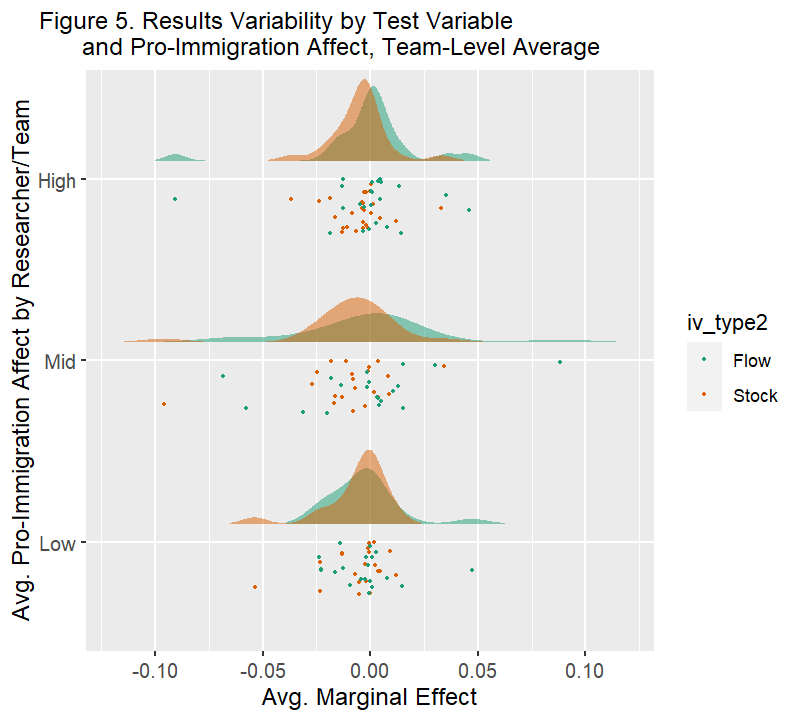 Figure 5. Results Variability by Test Variable
and Pro-Immigration Affect, Team-Level Average
Avg. Pro-Immigration Affect by Researcher/Team
High
Mid
Low
-0.10
-0.05
0.00
0.05
0.10
Avg. Marginal Effect
iv_type2
Flow
Stock